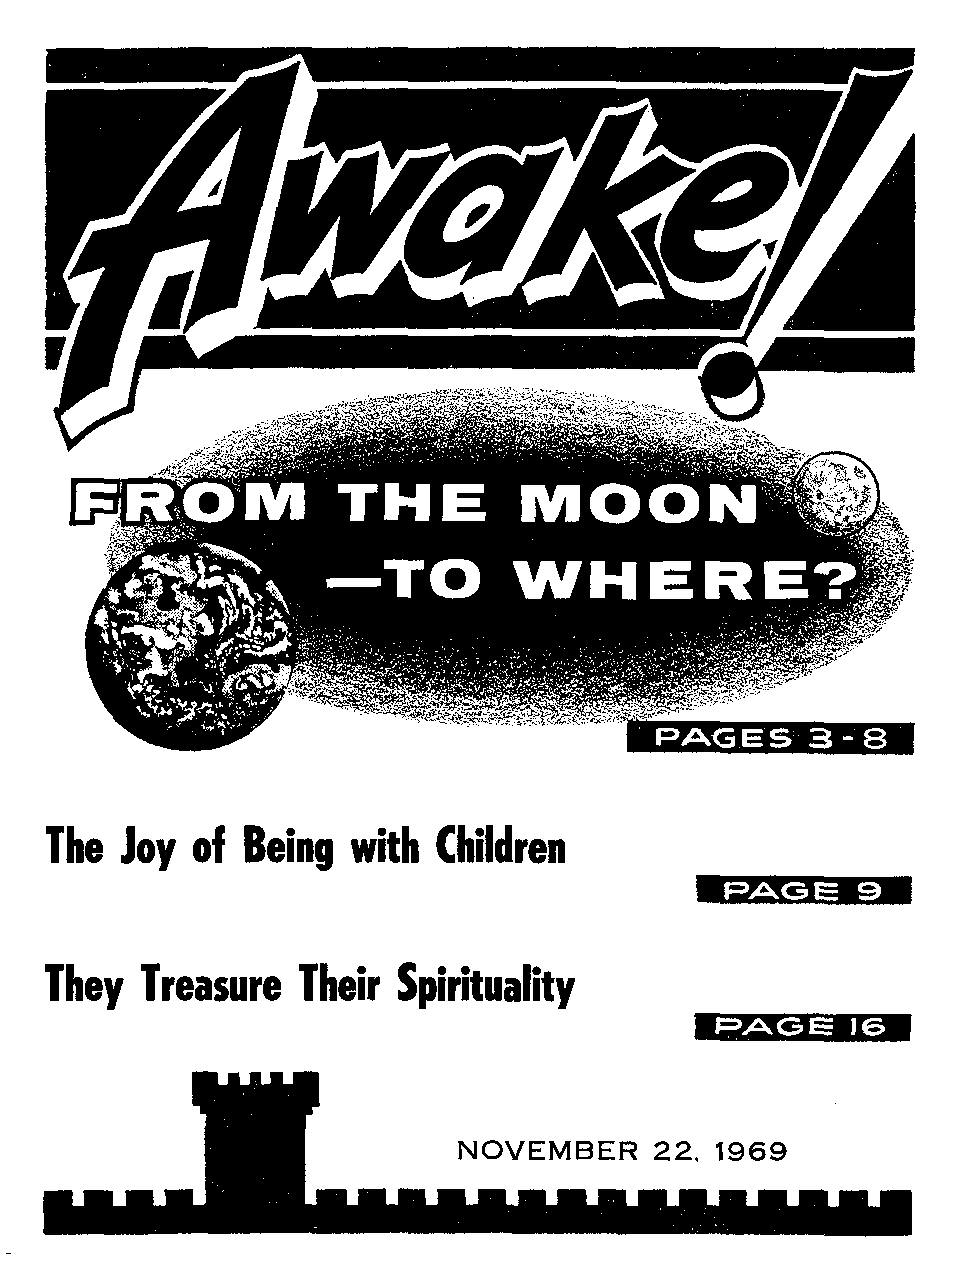 Awake!
FROM THE MOON
—TO WHERE?
PAGES 3-8
The Joy of Being with Children
PAGE 9
They Treasure Their Spirituality
PAGE 16
NOVEMBER 22, 1969